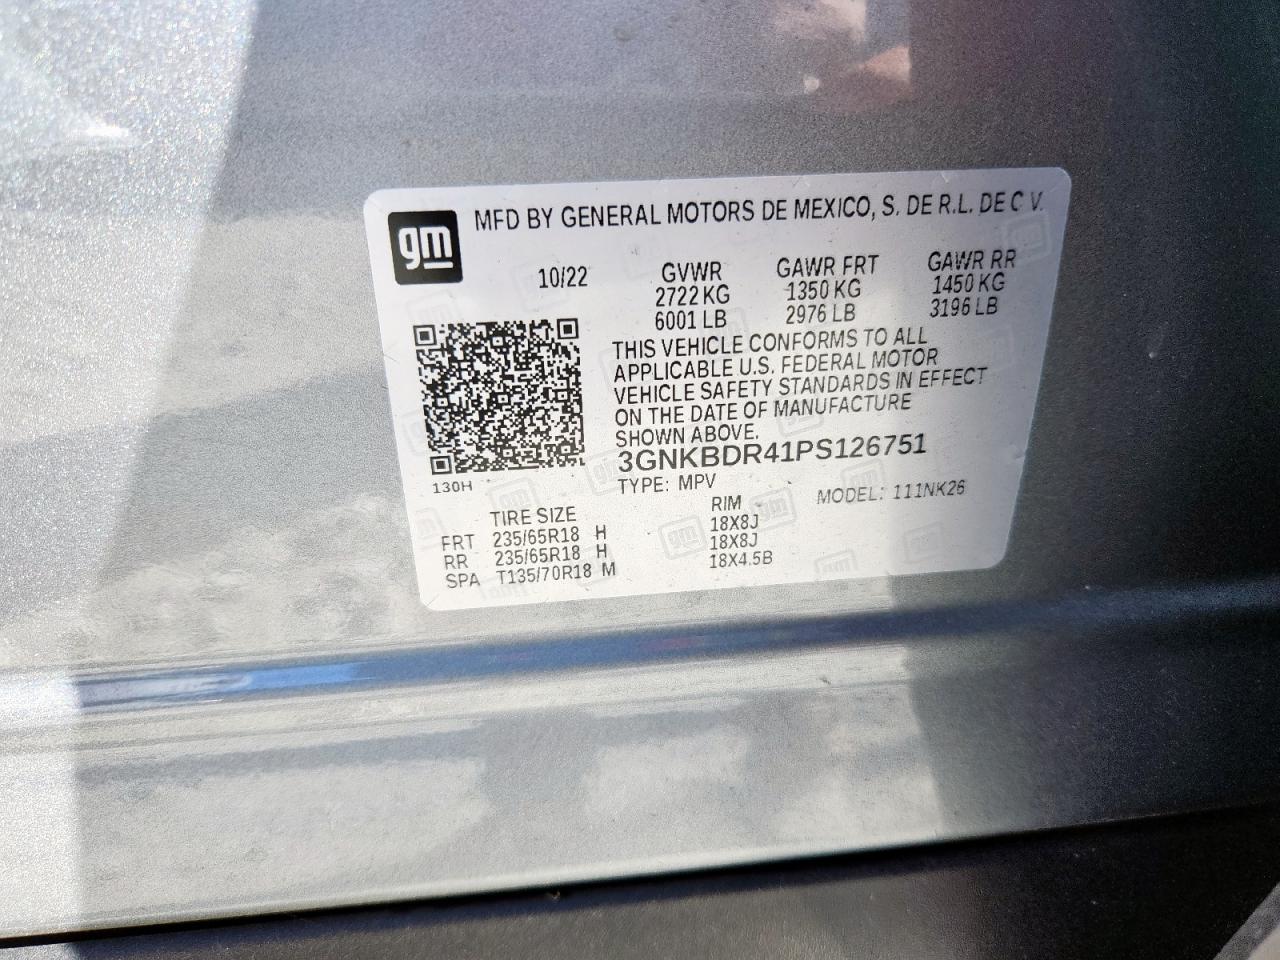 gm
MFD BY GENERAL MOTORS DE MEXICO, S. DE R.L. DE C V.
10/22 GVWR GAWR FRT GAWR RR
2722 KG 1350 KG 1450 KG
6001 LB 2976 LB 3196 LB
THIS VEHICLE CONFORMS TO ALL
APPLICABLE U.S. FEDERAL MOTOR
VEHICLE SAFETY STANDARDS IN EFFECT
ON THE DATE OF MANUFACTURE
SHOWN ABOVE.
3GNKBDR41PS126751
130H
TYPE: MPV MODEL: 111NK26
TIRE SIZE RIM
FRT 235/65R18 H 18X8J
RR 235/65R18 H 18X8J
SPA T135/70R18 M 18X4.5B